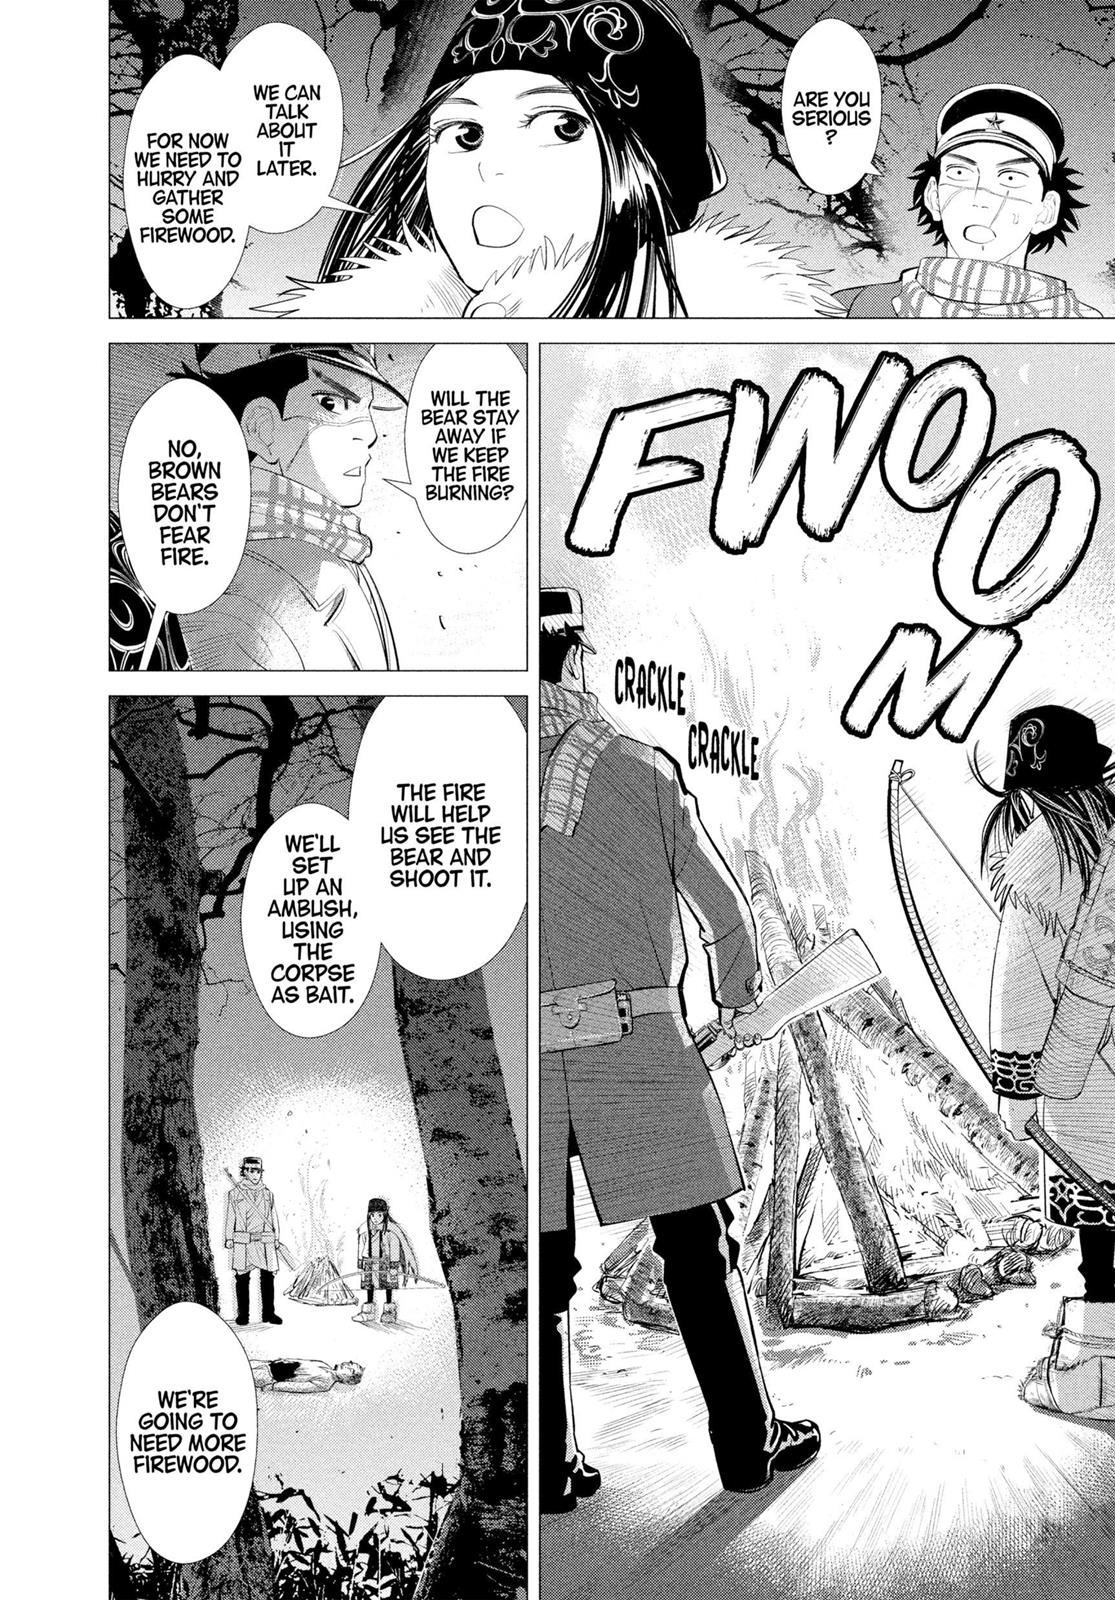 ARE YOU
SERIOUS
?
WE CAN
TALK
ABOUT
IT
LATER.
FOR NOW
WE NEED TO
HURRY AND
GATHER
SOME
FIREWOOD.
FWOOM
CRACKLE
CRACKLE
WILL THE
BEAR STAY
AWAY IF
WE KEEP
THE FIRE
BURNING?
NO,
BROWN
BEARS
DON'T
FEAR
FIRE.
THE FIRE
WILL HELP
US SEE THE
BEAR AND
SHOOT IT.
WE'LL
SET
UP AN
AMBUSH,
USING
THE
CORPSE
AS BAIT.
WE'RE
GOING TO
NEED MORE
FIREWOOD.